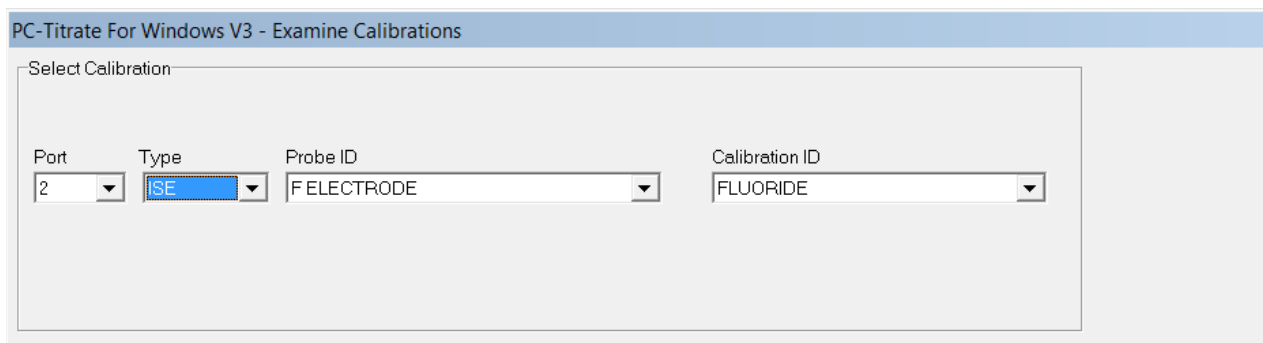 PC-Titrate For Windows V3 - Examine Calibrations
Select Calibration
Port Type Probe ID Calibration ID
2 ISE F ELECTRODE FLUORIDE